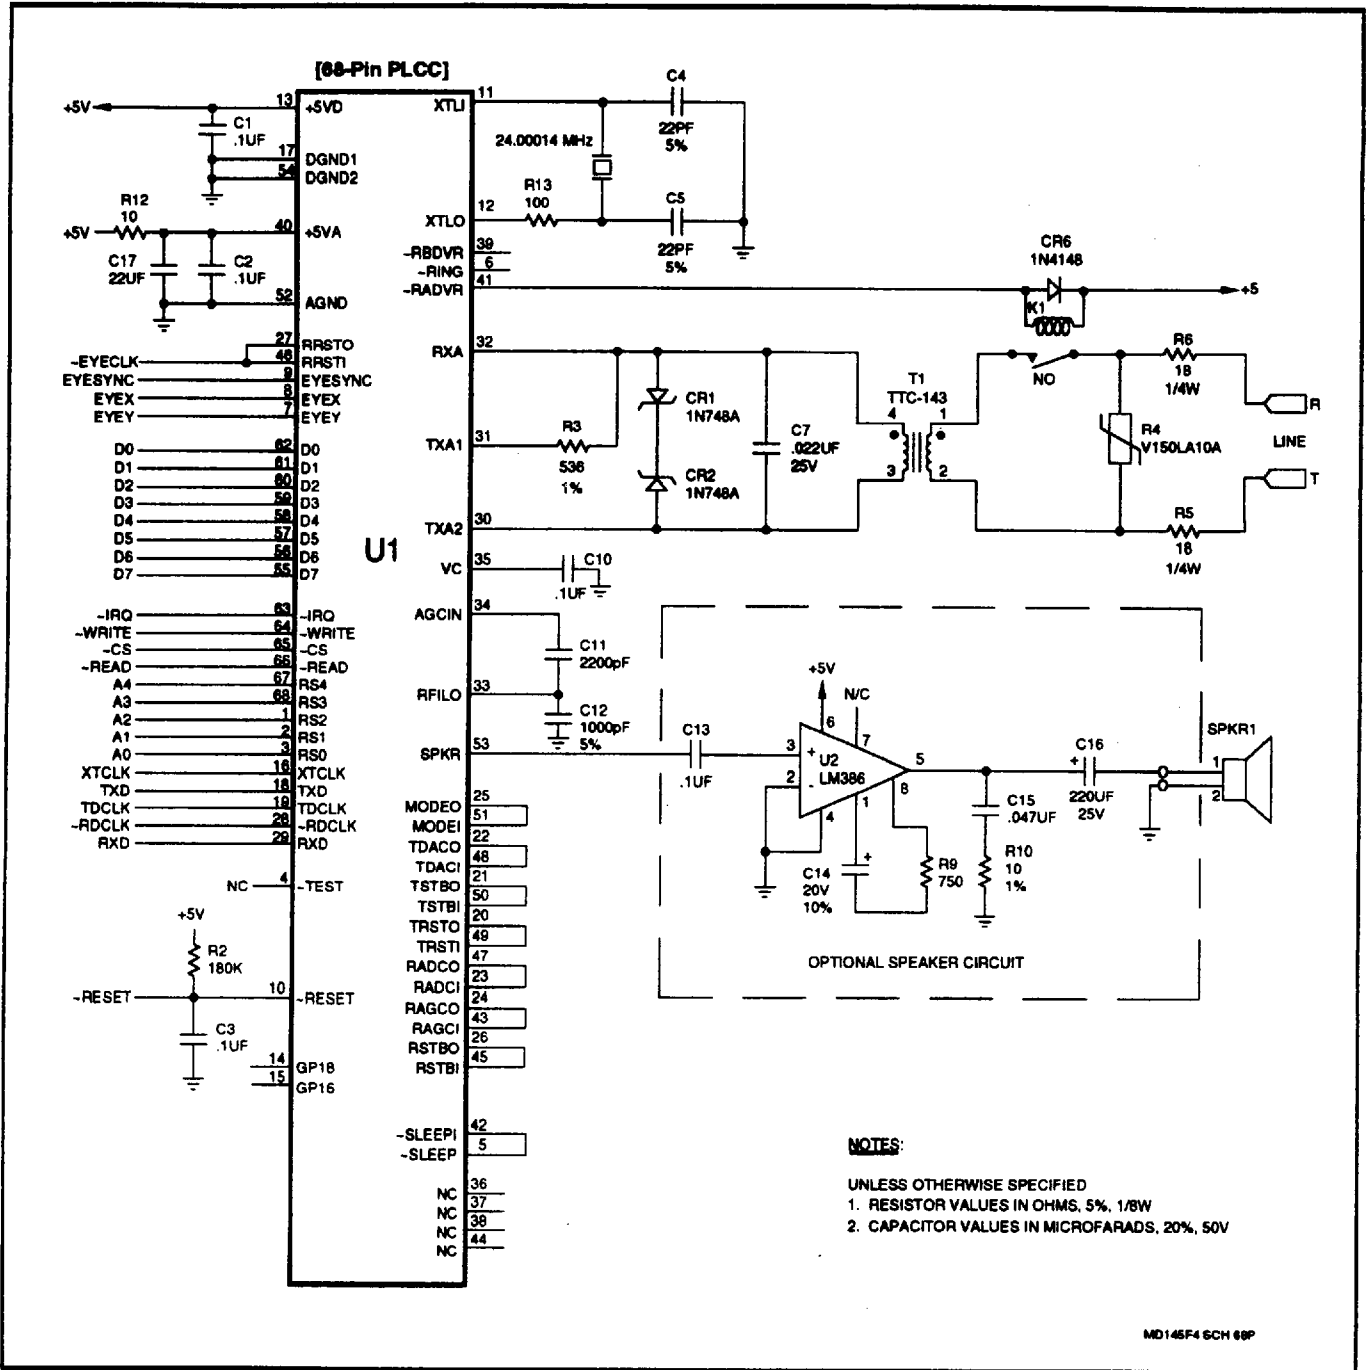 [68-Pin PLCC]
+5V
13
+5VD
C1
.1UF
17
DGND1
54
DGND2
R12
10
+5V
40
+5VA
C17
22UF
C2
.1UF
52
AGND
27
RRSTO
~EYECLK
46
RRSTI
EYESYNC
9
EYESYNC
EYEX
8
EYEX
EYEY
7
EYEY
D0
62
D0
D1
61
D1
D2
60
D2
D3
59
D3
D4
58
D4
D5
57
D5
D6
56
D6
D7
55
D7
~IRQ
63
~IRQ
~WRITE
64
~WRITE
~CS
65
~CS
~READ
66
~READ
A4
67
RS4
A3
68
RS3
A2
1
RS2
A1
2
RS1
A0
3
RS0
XTCLK
16
XTCLK
TXD
18
TXD
TDCLK
19
TDCLK
~RDCLK
28
~RDCLK
RXD
29
RXD
NC
4
~TEST
+5V
R2
180K
~RESET
10
~RESET
C3
.1UF
14
GP18
15
GP16
U1
XTLI
11
C4
22PF
5%
24.00014 MHz
R13
100
XTLO
12
C5
22PF
5%
~RBDVR
39
~RING
6
~RADVR
41
CR6
1N4148
K1
+5
RXA
32
NO
R6
18
1/4W
R
LINE
T
T1
TTC-143
4
1
3
2
R4
V150LA10A
R5
18
1/4W
CR1
1N748A
CR2
1N748A
C7
.022UF
25V
TXA1
31
R3
536
1%
TXA2
30
VC
35
C10
.1UF
AGCIN
34
C11
2200pF
RFILO
33
C12
1000pF
5%
SPKR
53
C13
.1UF
+5V
N/C
6
7
3
+
U2
LM386
2
-
4
1
8
5
C14
20V
10%
+
R9
750
C15
.047UF
R10
10
1%
C16
+
220UF
25V
SPKR1
1
2
OPTIONAL SPEAKER CIRCUIT
MODEO
25
MODEI
51
TDACO
22
TDACI
48
TSTBO
21
TSTBI
50
TRSTO
20
TRSTI
49
RADCO
47
RADCI
23
RAGCO
24
RAGCI
43
RSTBO
26
RSTBI
45
~SLEEPI
42
~SLEEP
5
NC
36
NC
37
NC
38
NC
44
NOTES:
UNLESS OTHERWISE SPECIFIED
1. RESISTOR VALUES IN OHMS, 5%, 1/8W
2. CAPACITOR VALUES IN MICROFARADS, 20%, 50V
MD145F4 SCH 68P